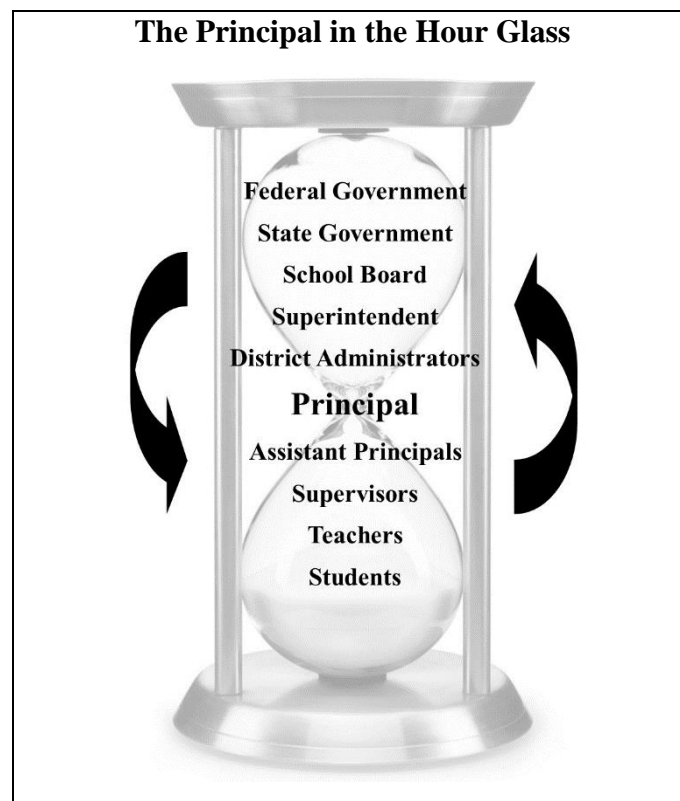 The Principal in the Hour Glass
Federal Government
State Government
School Board
Superintendent
District Administrators
Principal
Assistant Principals
Supervisors
Teachers
Students